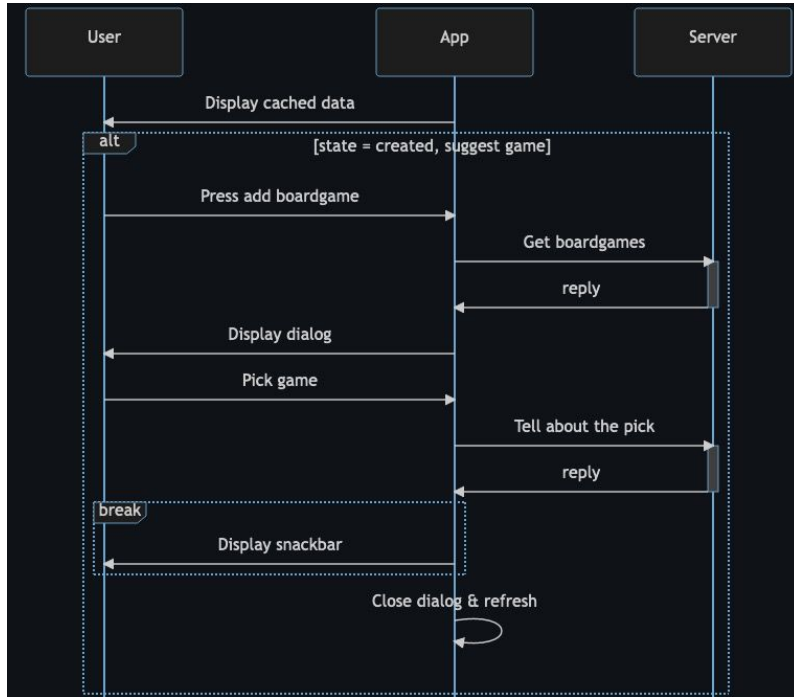 User
App
Server
Display cached data
alt
[state = created, suggest game]
Press add boardgame
Get boardgames
reply
Display dialog
Pick game
Tell about the pick
reply
break
Display snackbar
Close dialog & refresh